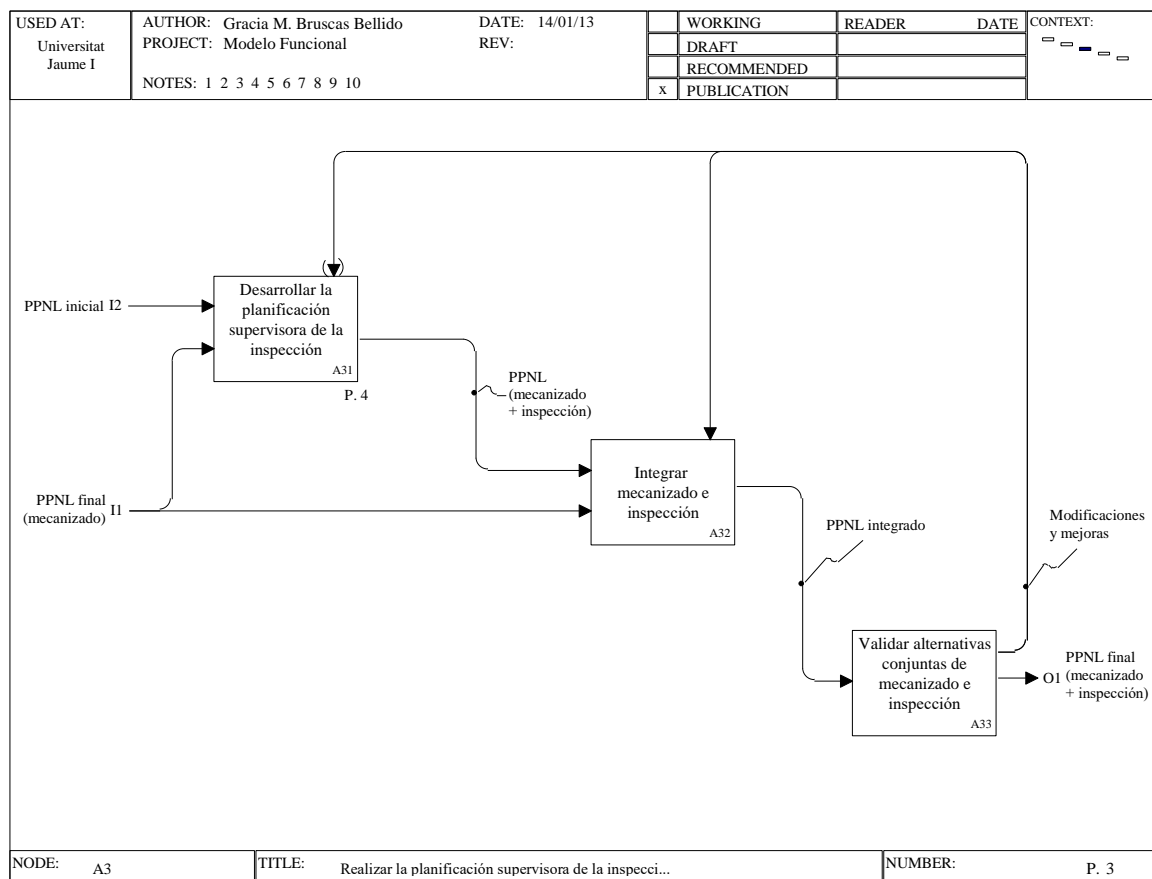 USED AT:
Universitat
Jaume I
AUTHOR: Gracia M. Bruscas Bellido
DATE: 14/01/13
PROJECT: Modelo Funcional
REV:
NOTES: 1 2 3 4 5 6 7 8 9 10
WORKING
DRAFT
RECOMMENDED
x PUBLICATION
READER DATE
CONTEXT:
PPNL inicial I2
Desarrollar la
planificación
supervisora de la
inspección
A31
P. 4
PPNL
(mecanizado
+ inspección)
PPNL final
(mecanizado) I1
Integrar
mecanizado e
inspección
A32
PPNL integrado
Modificaciones
y mejoras
Validar alternativas
conjuntas de
mecanizado e
inspección
A33
O1
PPNL final
(mecanizado
+ inspección)
NODE: A3
TITLE: Realizar la planificación supervisora de la inspecci...
NUMBER: P. 3